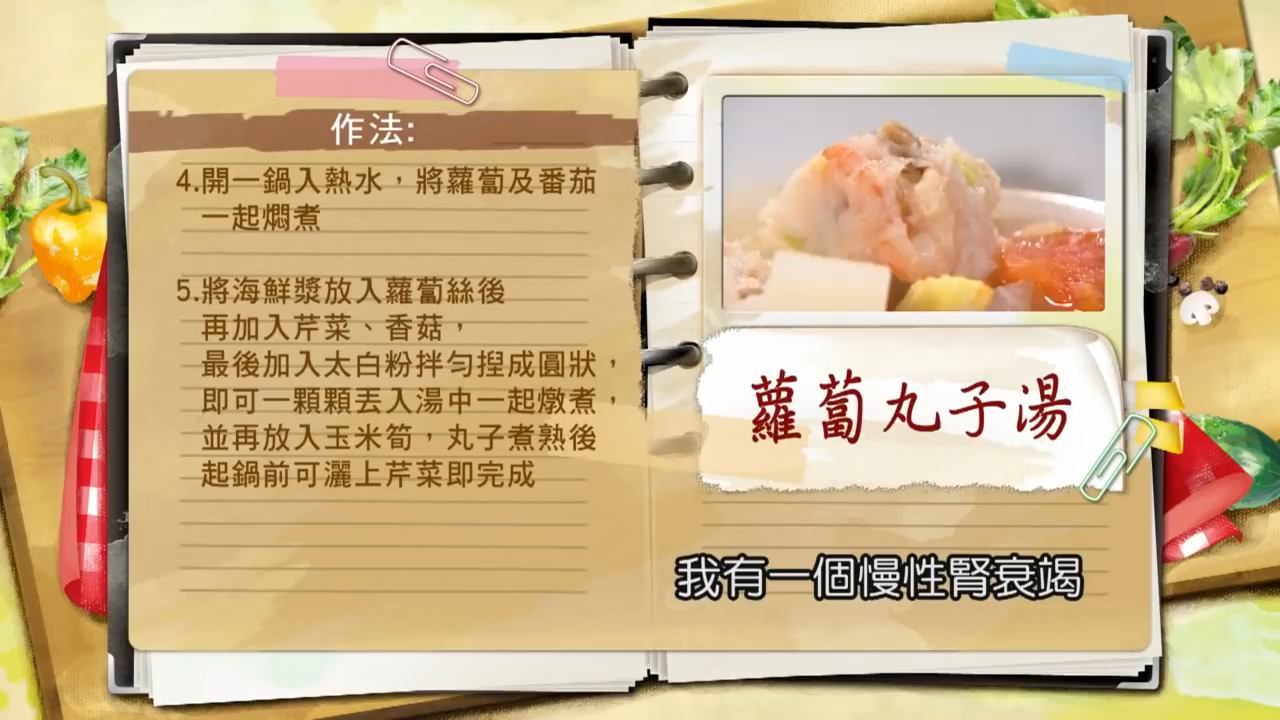 作法:
4.開一鍋入熱水，將蘿蔔及番茄
一起燜煮
5.將海鮮漿放入蘿蔔絲後
再加入芹菜、香菇，
最後加入太白粉拌勻捏成圓狀，
即可一顆顆丟入湯中一起燉煮，
並再放入玉米筍，丸子煮熟後
起鍋前可灑上芹菜即完成
蘿蔔丸子湯
我有一個慢性腎衰竭